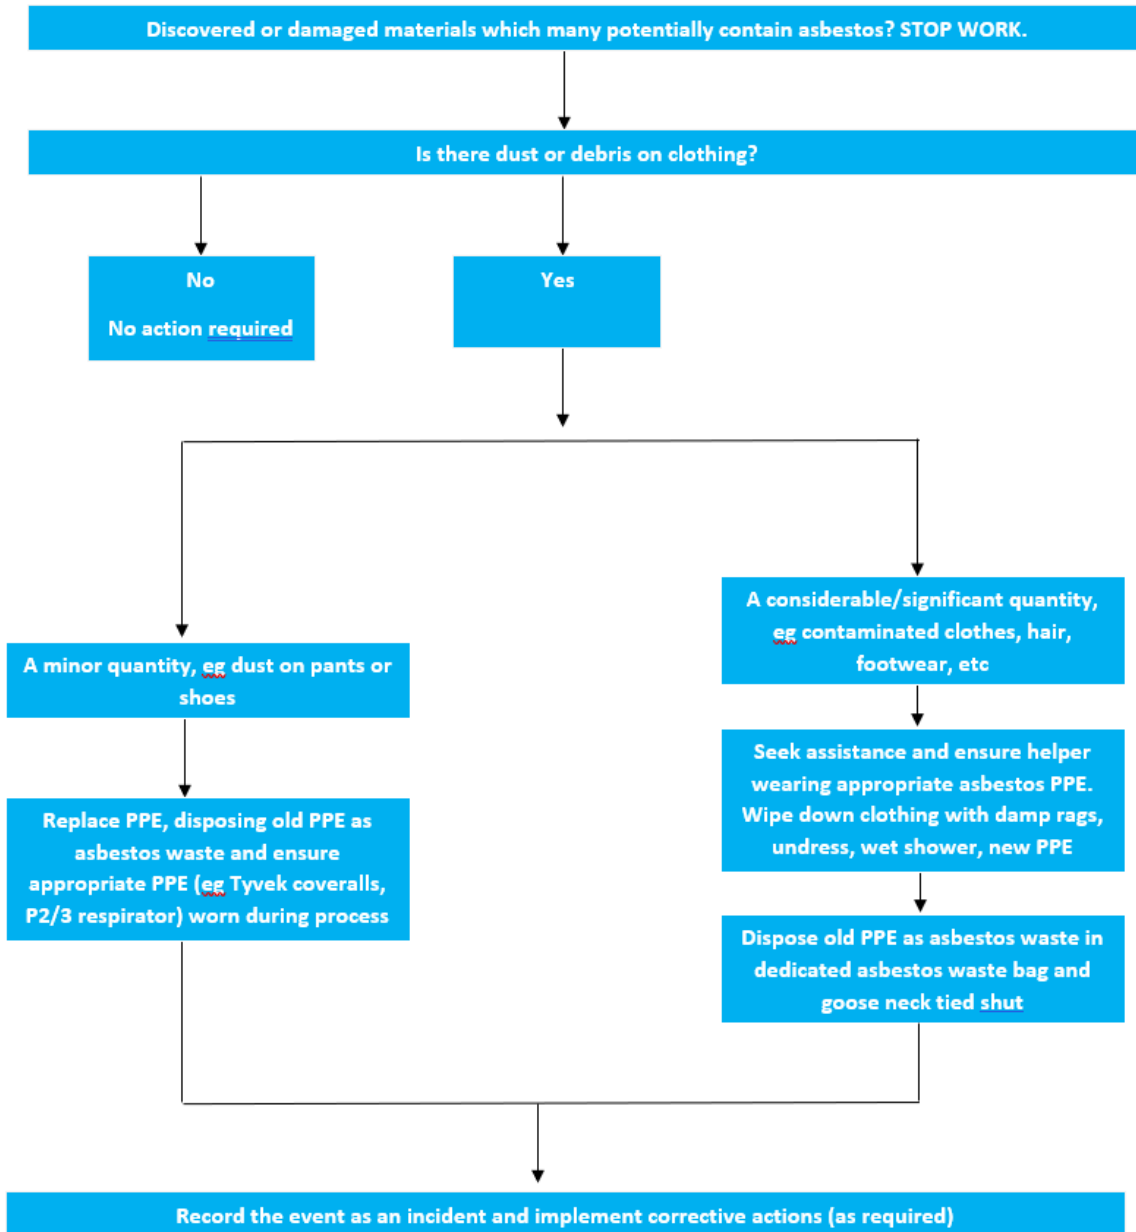 Discovered or damaged materials which many potentially contain asbestos? STOP WORK.
Is there dust or debris on clothing?
No
No action required
Yes
A considerable/significant quantity,
eg contaminated clothes, hair,
footwear, etc
A minor quantity, eg dust on pants or
shoes
Seek assistance and ensure helper
wearing appropriate asbestos PPE.
Wipe down clothing with damp rags,
undress, wet shower, new PPE
Replace PPE, disposing old PPE as
asbestos waste and ensure
appropriate PPE (eg Tyvek coveralls,
P2/3 respirator) worn during process
Dispose old PPE as asbestos waste in
dedicated asbestos waste bag and
goose neck tied shut
Record the event as an incident and implement corrective actions (as required)